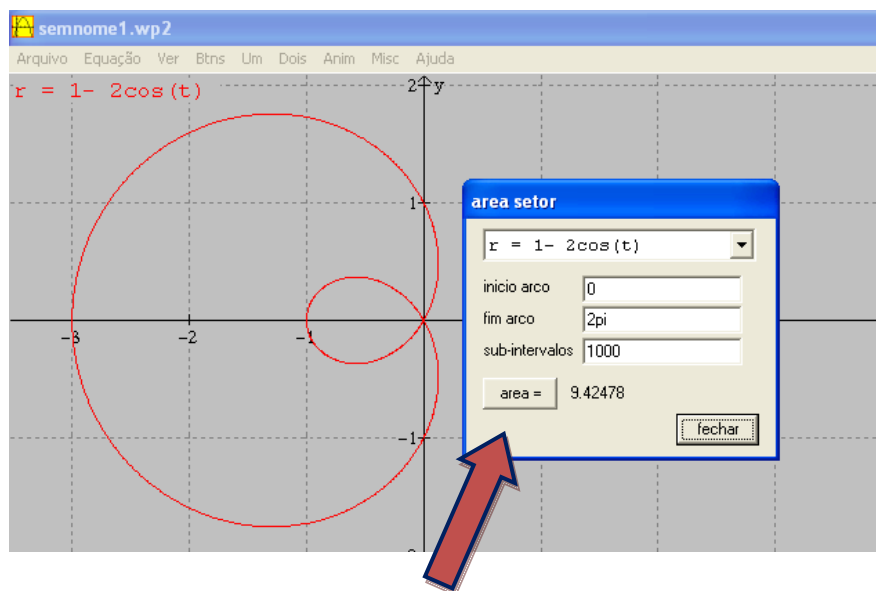 semnome1.wp2
Arquivo Equação Ver Btns Um Dois Anim Misc Ajuda
r = 1- 2cos(t)
2 y
1
-3 -2 -1
-1
area setor
r = 1- 2cos(t)
inicio arco 0
fim arco 2pi
sub-intervalos 1000
area = 9.42478
fechar